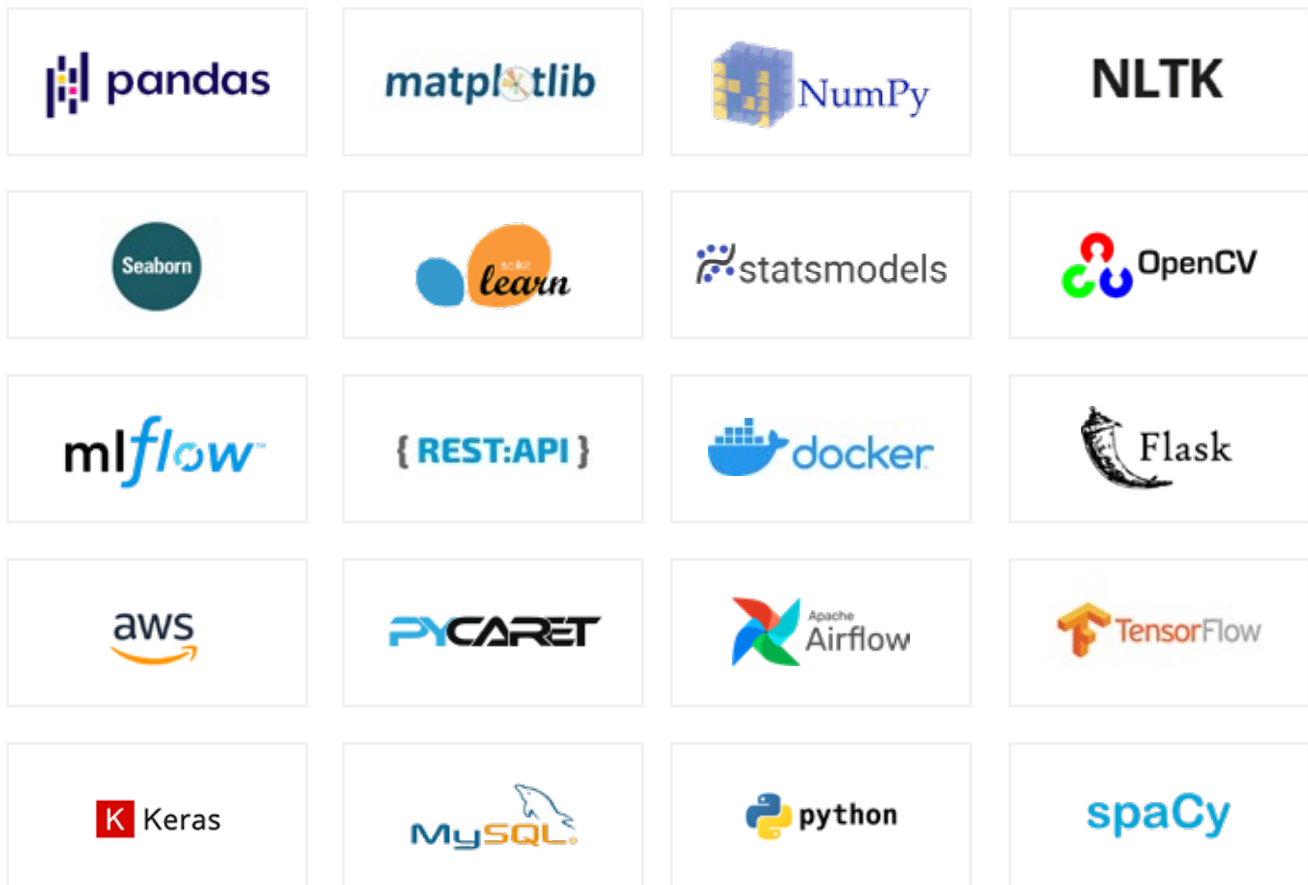 pandas
matplotlib
NumPy
NLTK
Seaborn
scikit
learn
statsmodels
OpenCV
mlflow™
{ REST:API }
docker
Flask
aws
PYCARET
Apache
Airflow
TensorFlow
K Keras
MySQL®
python
spaCy